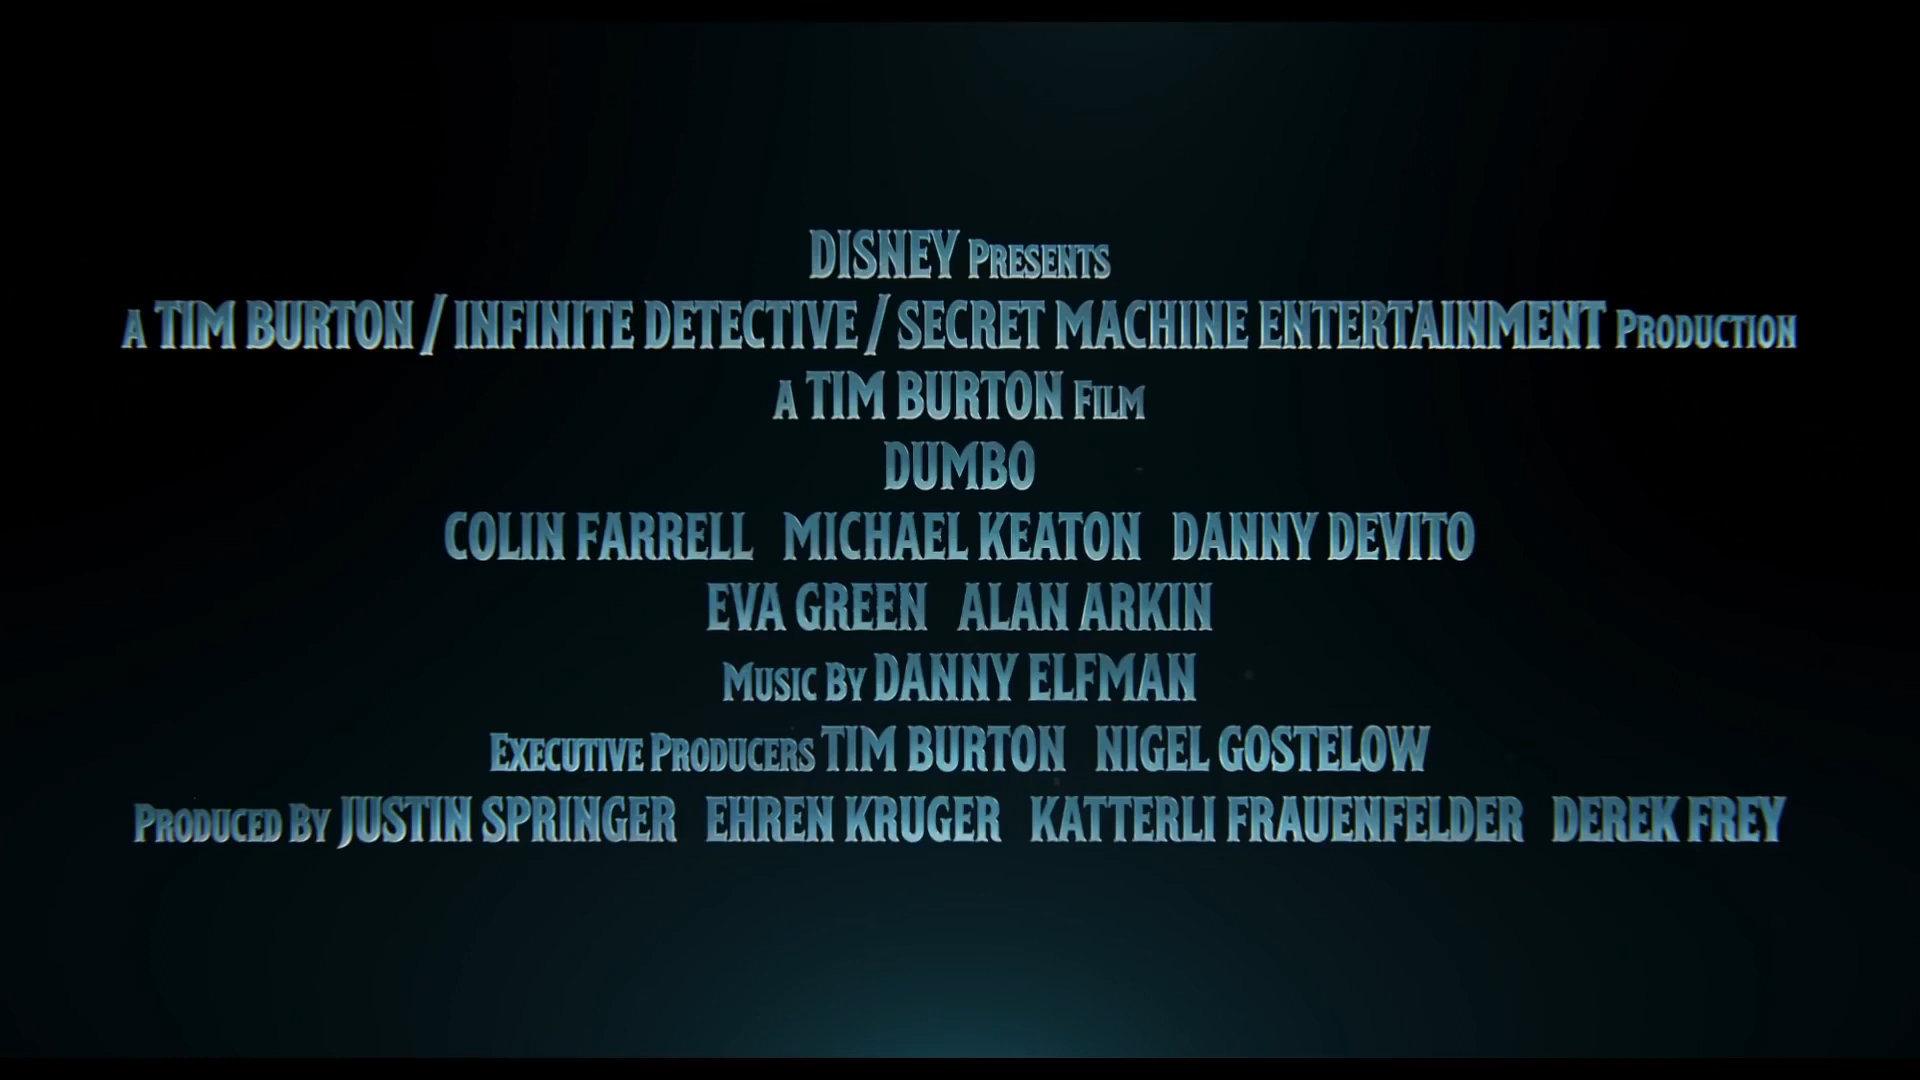 DISNEY PRESENTS
A TIM BURTON / INFINITE DETECTIVE / SECRET MACHINE ENTERTAINMENT PRODUCTION
A TIM BURTON FILM
DUMBO
COLIN FARRELL MICHAEL KEATON DANNY DEVITO
EVA GREEN ALAN ARKIN
MUSIC BY DANNY ELFMAN
EXECUTIVE PRODUCERS TIM BURTON NIGEL GOSTELOW
PRODUCED BY JUSTIN SPRINGER EHREN KRUGER KATTERLI FRAUENFELDER DEREK FREY